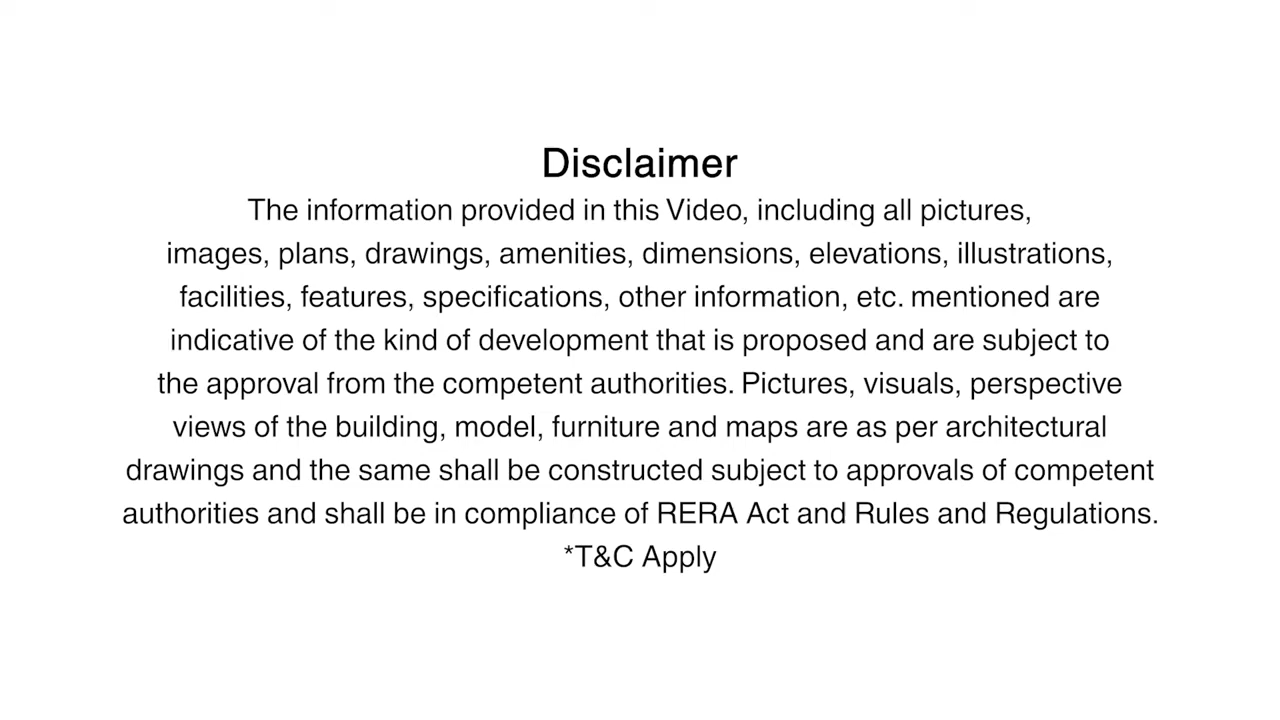 Disclaimer
The information provided in this Video, including all pictures,
images, plans, drawings, amenities, dimensions, elevations, illustrations,
facilities, features, specifications, other information, etc. mentioned are
indicative of the kind of development that is proposed and are subject to
the approval from the competent authorities. Pictures, visuals, perspective
views of the building, model, furniture and maps are as per architectural
drawings and the same shall be constructed subject to approvals of competent
authorities and shall be in compliance of RERA Act and Rules and Regulations.
*T&C Apply